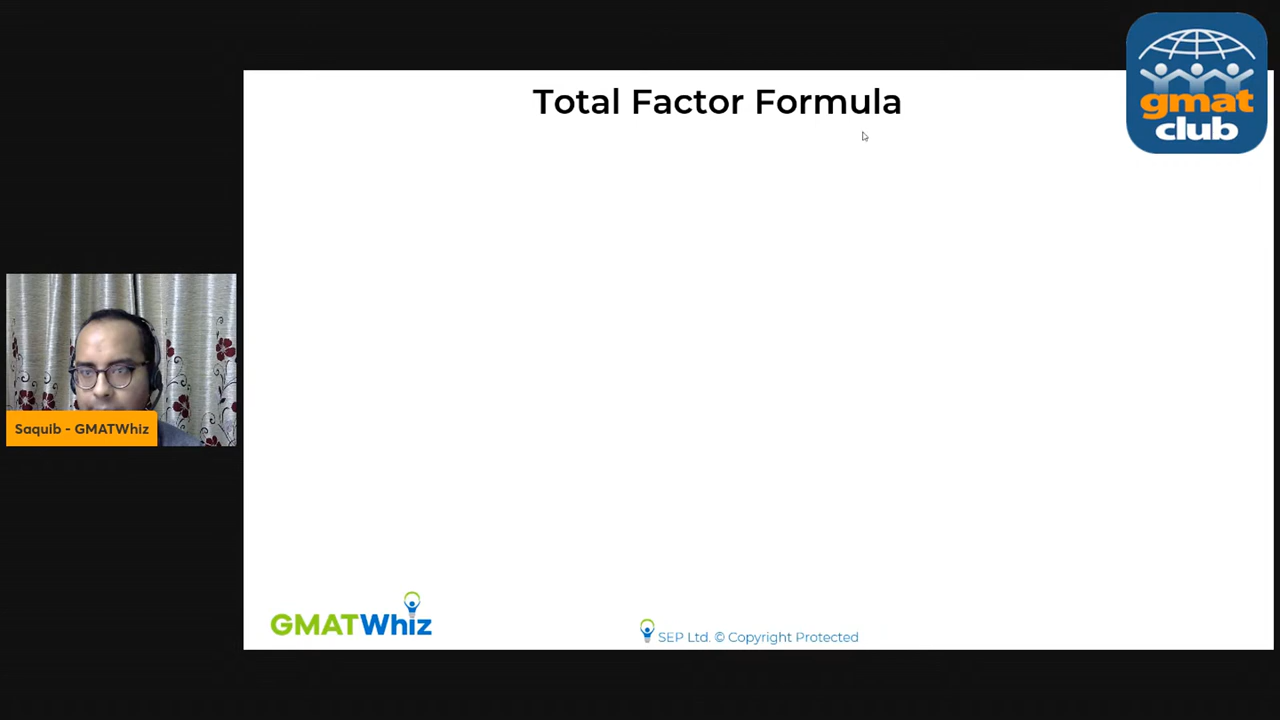 Total Factor Formula
gmat
club
Saquib - GMATWhiz
GMATWhiz
SEP Ltd. © Copyright Protected